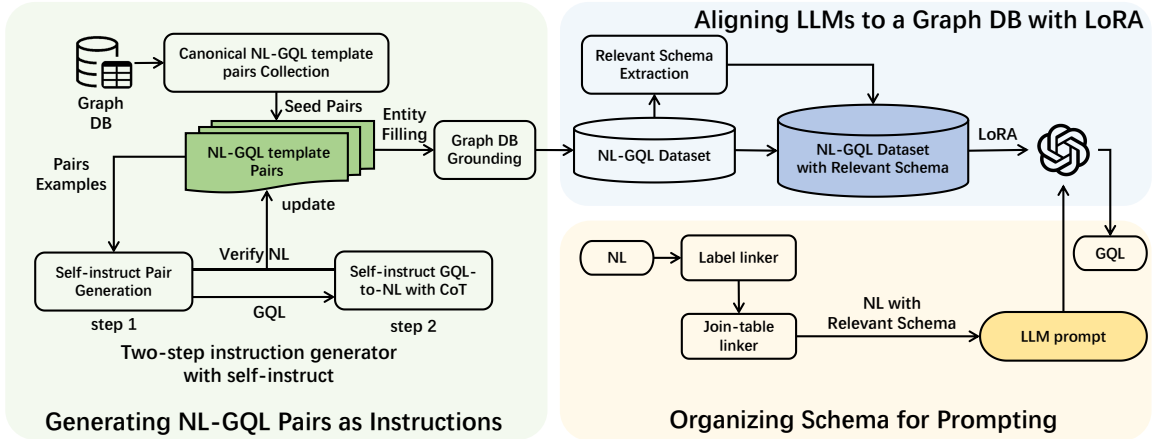 Canonical NL-GQL template
pairs Collection
Graph
DB
Seed Pairs
Entity
Filling
NL-GQL template
Pairs
Graph DB
Grounding
Pairs
Examples
update
Verify NL
Self-instruct Pair
Generation
Self-instruct GQL-
to-NL with CoT
GQL
step 1
step 2
Two-step instruction generator
with self-instruct
Generating NL-GQL Pairs as Instructions
Aligning LLMs to a Graph DB with LoRA
Relevant Schema
Extraction
NL-GQL Dataset
NL-GQL Dataset
with Relevant Schema
LoRA
GQL
NL
Label linker
Join-table
linker
NL with
Relevant Schema
LLM prompt
Organizing Schema for Prompting